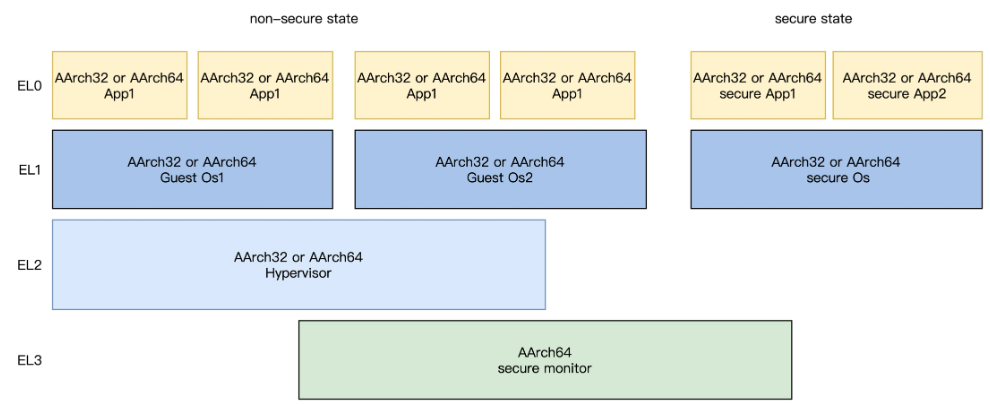 non-secure state
secure state
EL0
AArch32 or AArch64
App1
AArch32 or AArch64
App1
AArch32 or AArch64
App1
AArch32 or AArch64
App1
AArch32 or AArch64
secure App1
AArch32 or AArch64
secure App2
EL1
AArch32 or AArch64
Guest Os1
AArch32 or AArch64
Guest Os2
AArch32 or AArch64
secure Os
EL2
AArch32 or AArch64
Hypervisor
EL3
AArch64
secure monitor